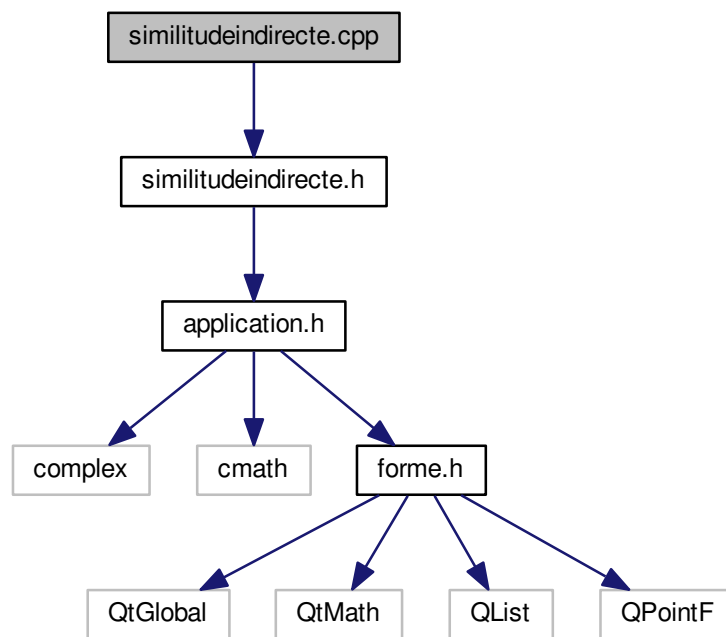 similitudeindirecte.cpp
similitudeindirecte.h
application.h
complex
cmath
forme.h
QtGlobal
QtMath
QList
QPointF